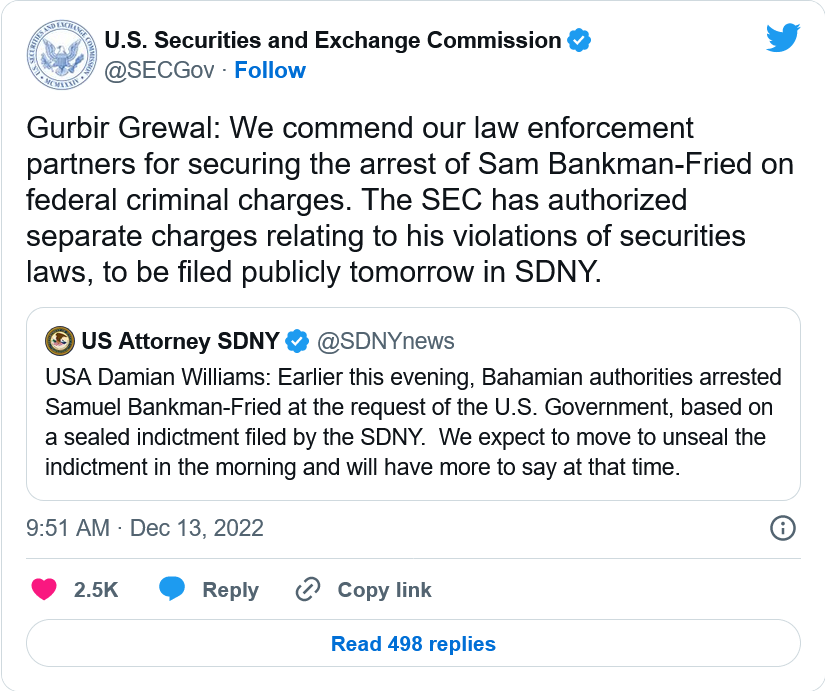 U.S. Securities and Exchange Commission
@SECGov · Follow
Gurbir Grewal: We commend our law enforcement
partners for securing the arrest of Sam Bankman-Fried on
federal criminal charges. The SEC has authorized
separate charges relating to his violations of securities
laws, to be filed publicly tomorrow in SDNY.
US Attorney SDNY @SDNYnews
USA Damian Williams: Earlier this evening, Bahamian authorities arrested
Samuel Bankman-Fried at the request of the U.S. Government, based on
a sealed indictment filed by the SDNY.  We expect to move to unseal the
indictment in the morning and will have more to say at that time.
9:51 AM · Dec 13, 2022
2.5K Reply Copy link
Read 498 replies